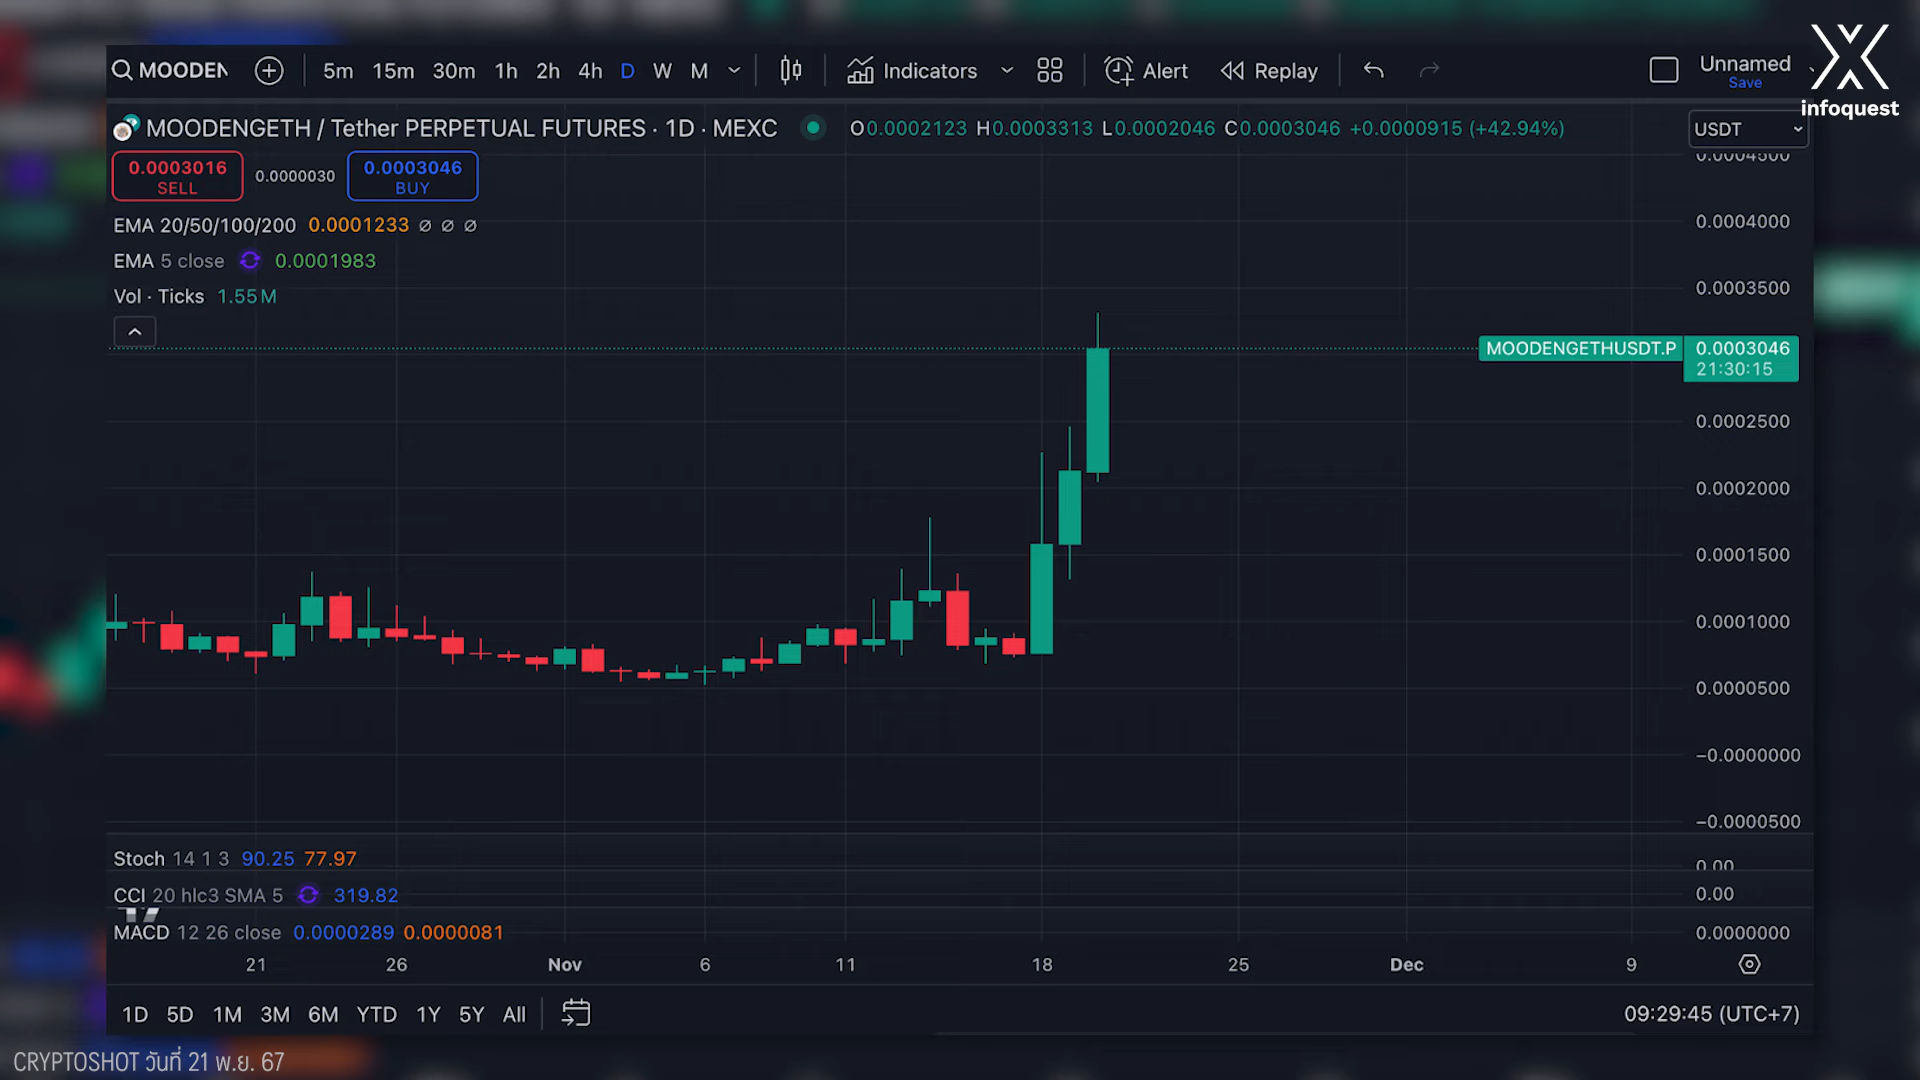 infoquest
MOODEN 5m 15m 30m 1h 2h 4h D W M Indicators Alert Replay Unnamed
Save
MOODENGETH / Tether PERPETUAL FUTURES · 1D · MEXC O0.0002123 H0.0003313 L0.0002046 C0.0003046 +0.0000915 (+42.94%) USDT
0.0003016 0.0000030 0.0003046
SELL BUY
EMA 20/50/100/200 0.0001233 ∅ ∅ ∅
EMA 5 close 0.0001983
Vol · Ticks 1.55M
0.0004500
0.0004000
0.0003500
MOODENGETHUSDT.P 0.0003046
21:30:15
0.0002500
0.0002000
0.0001500
0.0001000
0.0000500
−0.0000000
−0.0000500
Stoch 14 1 3 90.25 77.97 0.00
CCI 20 hlc3 SMA 5 319.82 0.00
MACD 12 26 close 0.0000289 0.0000081 0.0000000
21 26 Nov 6 11 18 25 Dec 9
1D 5D 1M 3M 6M YTD 1Y 5Y All 09:29:45 (UTC+7)
CRYPTOSHOT วันที่ 21 พ.ย. 67